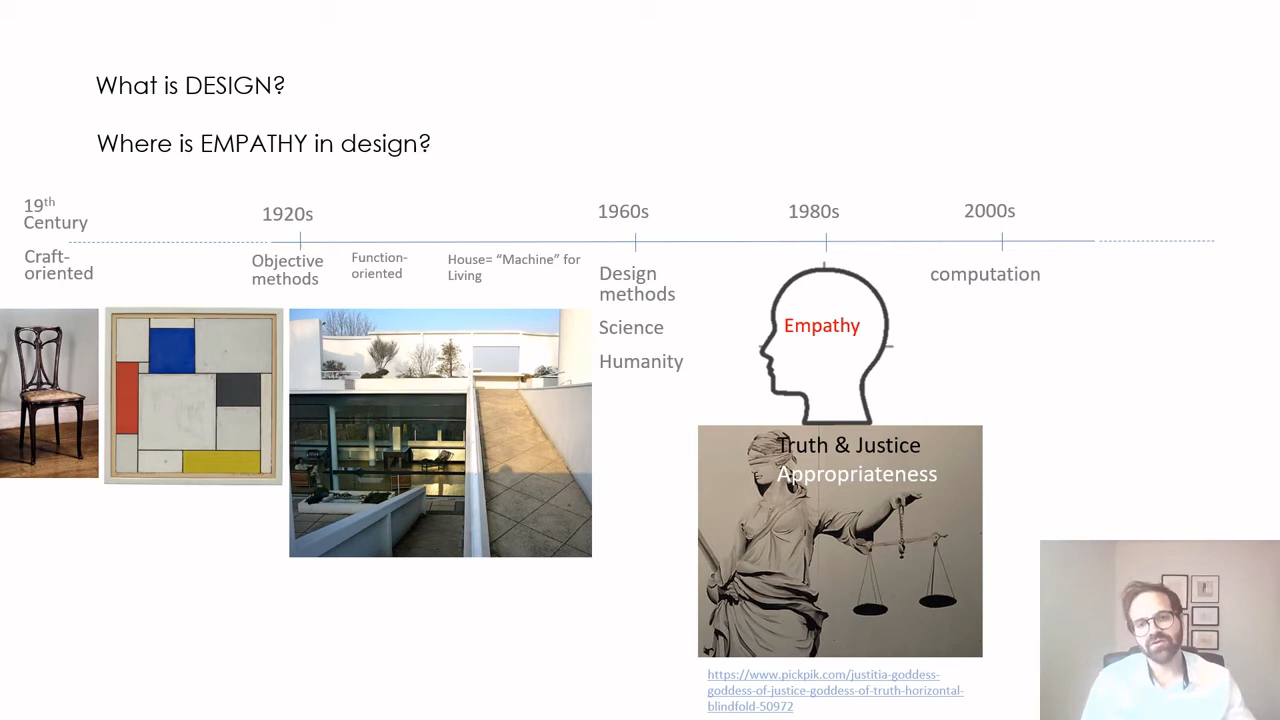 What is DESIGN?
Where is EMPATHY in design?
19th
Century
1920s
1960s
1980s
2000s
Craft-
oriented
Objective
methods
Function-
oriented
House= “Machine” for
Living
Design
methods
Science
Humanity
Empathy
computation
Truth & Justice
Appropriateness
https://www.pickpik.com/justitia-goddess-
goddess-of-justice-goddess-of-truth-horizontal-
blindfold-50972